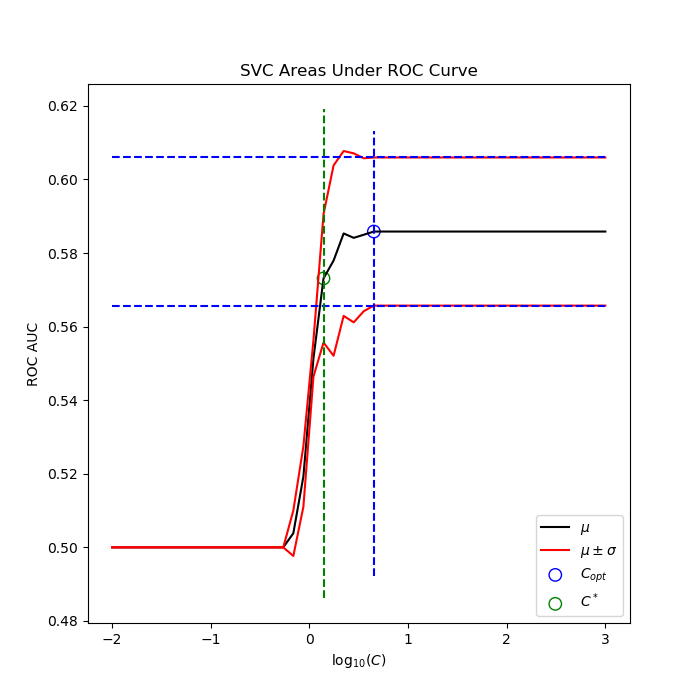 SVC Areas Under ROC Curve
0.62
0.60
0.58
0.56
0.54
0.52
0.50
0.48
ROC AUC
−2 −1 0 1 2 3
log₁₀(C)
μ
μ ± σ
C_opt
C*